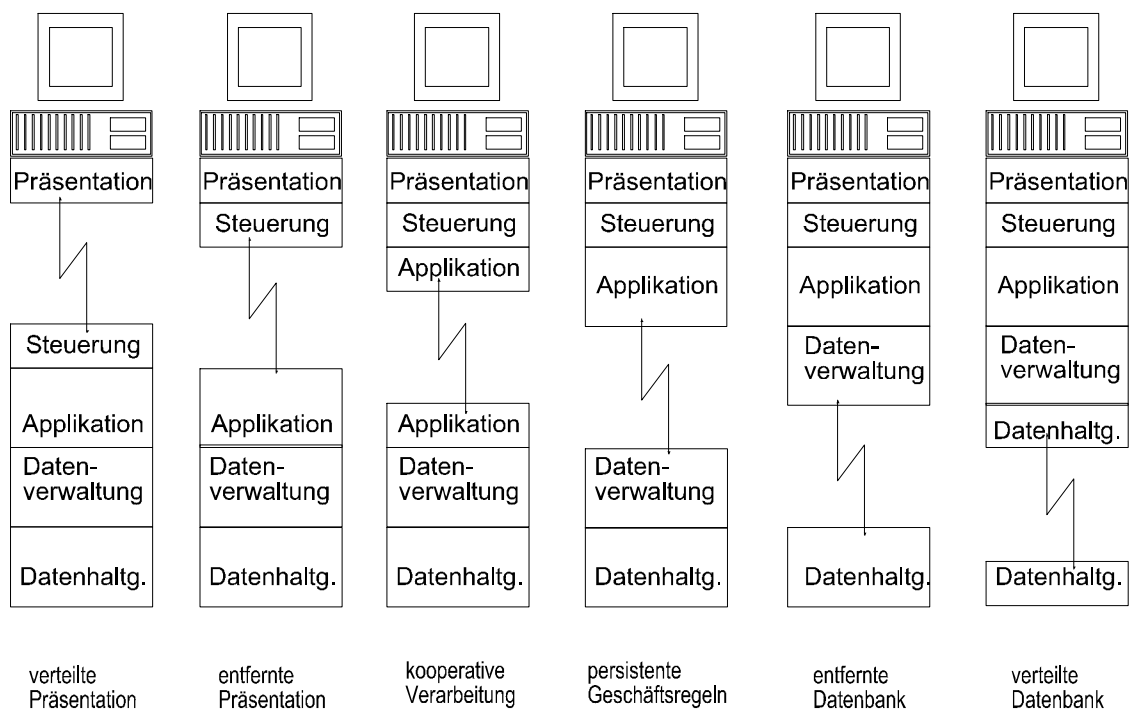 Präsentation
Steuerung
Applikation
Daten-
verwaltung
Datenhaltg.
verteilte
Präsentation
Präsentation
Steuerung
Applikation
Daten-
verwaltung
Datenhaltg.
entfernte
Präsentation
Präsentation
Steuerung
Applikation
Applikation
Daten-
verwaltung
Datenhaltg.
kooperative
Verarbeitung
Präsentation
Steuerung
Applikation
Daten-
verwaltung
Datenhaltg.
persistente
Geschäftsregeln
Präsentation
Steuerung
Applikation
Daten-
verwaltung
Datenhaltg.
entfernte
Datenbank
Präsentation
Steuerung
Applikation
Daten-
verwaltung
Datenhaltg.
Datenhaltg.
verteilte
Datenbank